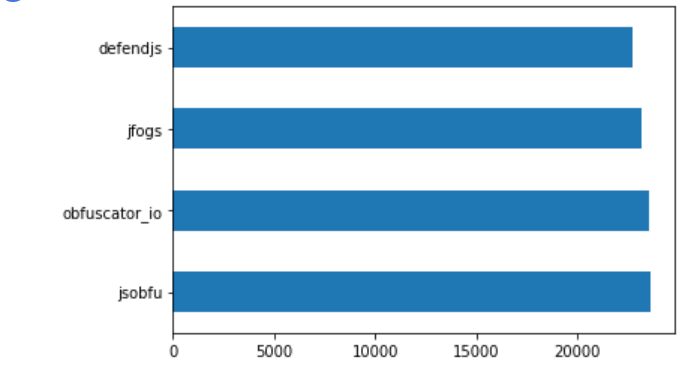 defendjs
jfogs
obfuscator_io
jsobfu
0 5000 10000 15000 20000